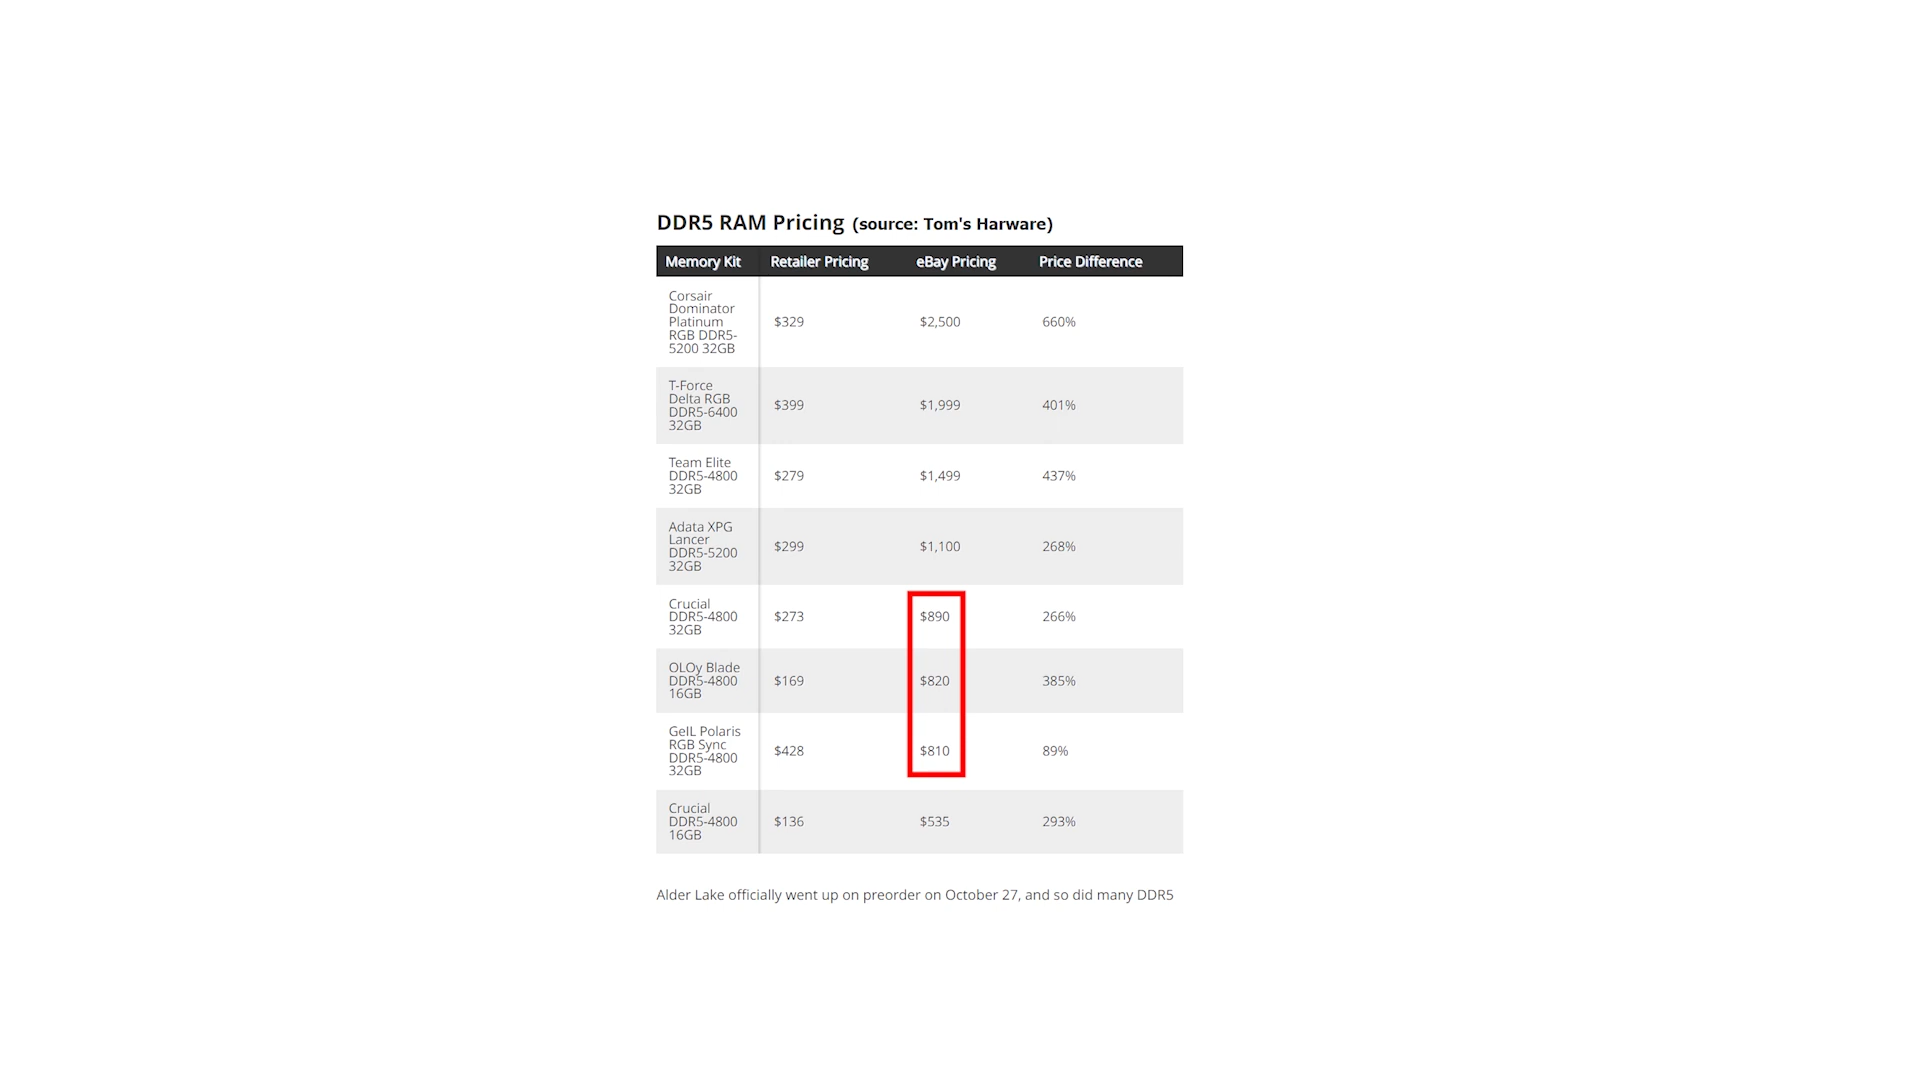 DDR5 RAM Pricing (source: Tom's Harware)
Memory Kit Retailer Pricing eBay Pricing Price Difference
Corsair
Dominator
Platinum
RGB DDR5-
5200 32GB
$329 $2,500 660%
T-Force
Delta RGB
DDR5-6400
32GB
$399 $1,999 401%
Team Elite
DDR5-4800
32GB
$279 $1,499 437%
Adata XPG
Lancer
DDR5-5200
32GB
$299 $1,100 268%
Crucial
DDR5-4800
32GB
$273 $890 266%
OLOy Blade
DDR5-4800
16GB
$169 $820 385%
GeIL Polaris
RGB Sync
DDR5-4800
32GB
$428 $810 89%
Crucial
DDR5-4800
16GB
$136 $535 293%
Alder Lake officially went up on preorder on October 27, and so did many DDR5